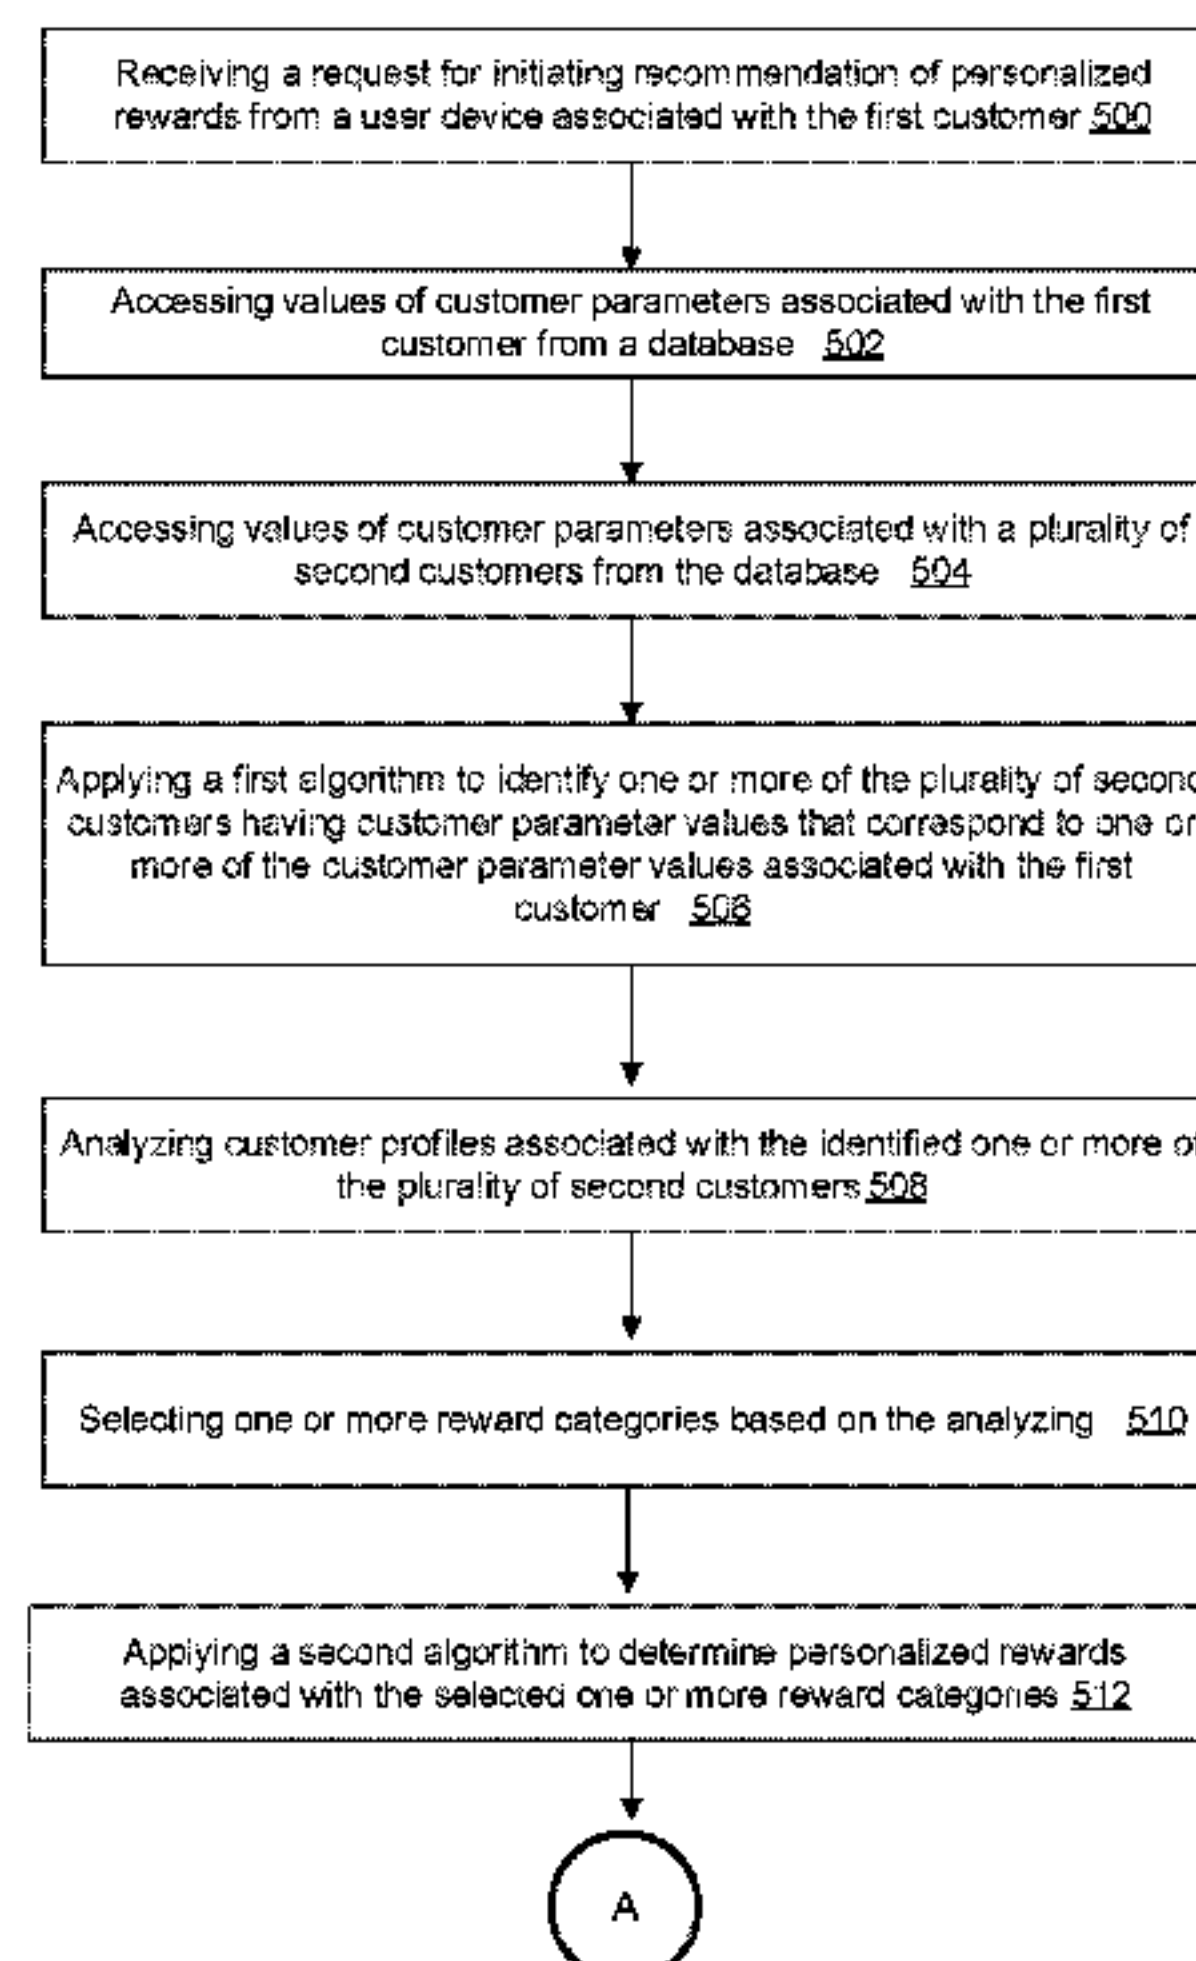 Receiving a request for initiating recommendation of personalized
rewards from a user device associated with the first customer 500
Accessing values of customer parameters associated with the first
customer from a database 502
Accessing values of customer parameters associated with a plurality of
second customers from the database 504
Applying a first algorithm to identify one or more of the plurality of second
customers having customer parameter values that correspond to one or
more of the customer parameter values associated with the first
customer 506
Analyzing customer profiles associated with the identified one or more of
the plurality of second customers 508
Selecting one or more reward categories based on the analyzing 510
Applying a second algorithm to determine personalized rewards
associated with the selected one or more reward categories 512
A